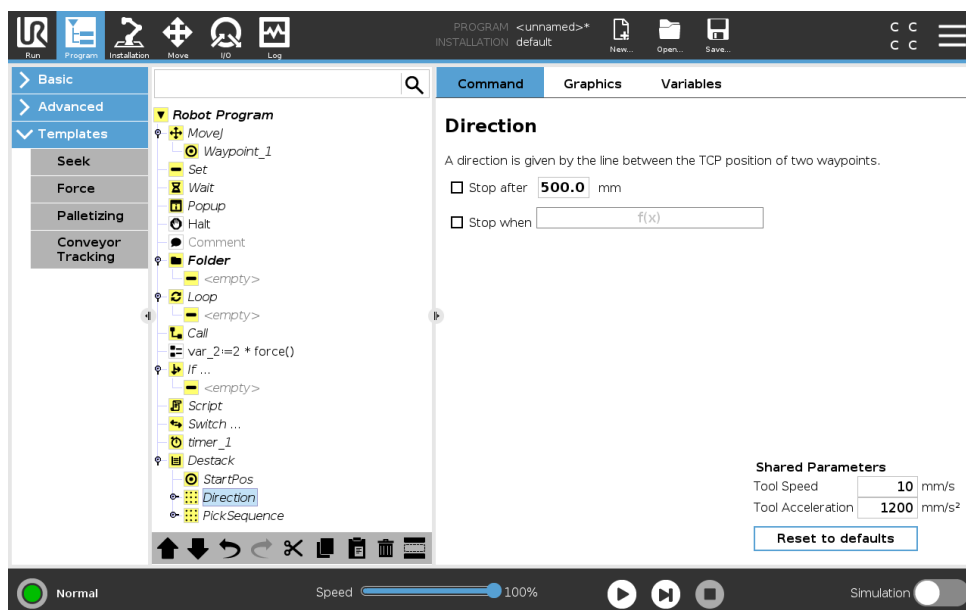 PROGRAM <unnamed>*
INSTALLATION default
UR
Run Program Installation Move I/O Log New... Open... Save...
C C
C C
Basic
Advanced
Templates
Seek
Force
Palletizing
Conveyor
Tracking
Robot Program
MoveJ
Waypoint_1
Set
Wait
Popup
Halt
Comment
Folder
<empty>
Loop
<empty>
Call
var_2:=2 * force()
If ...
<empty>
Script
Switch ...
timer_1
Destack
StartPos
Direction
PickSequence
Command Graphics Variables
Direction
A direction is given by the line between the TCP position of two waypoints.
Stop after 500.0 mm
Stop when f(x)
Shared Parameters
Tool Speed 10 mm/s
Tool Acceleration 1200 mm/s²
Reset to defaults
Normal Speed 100% Simulation